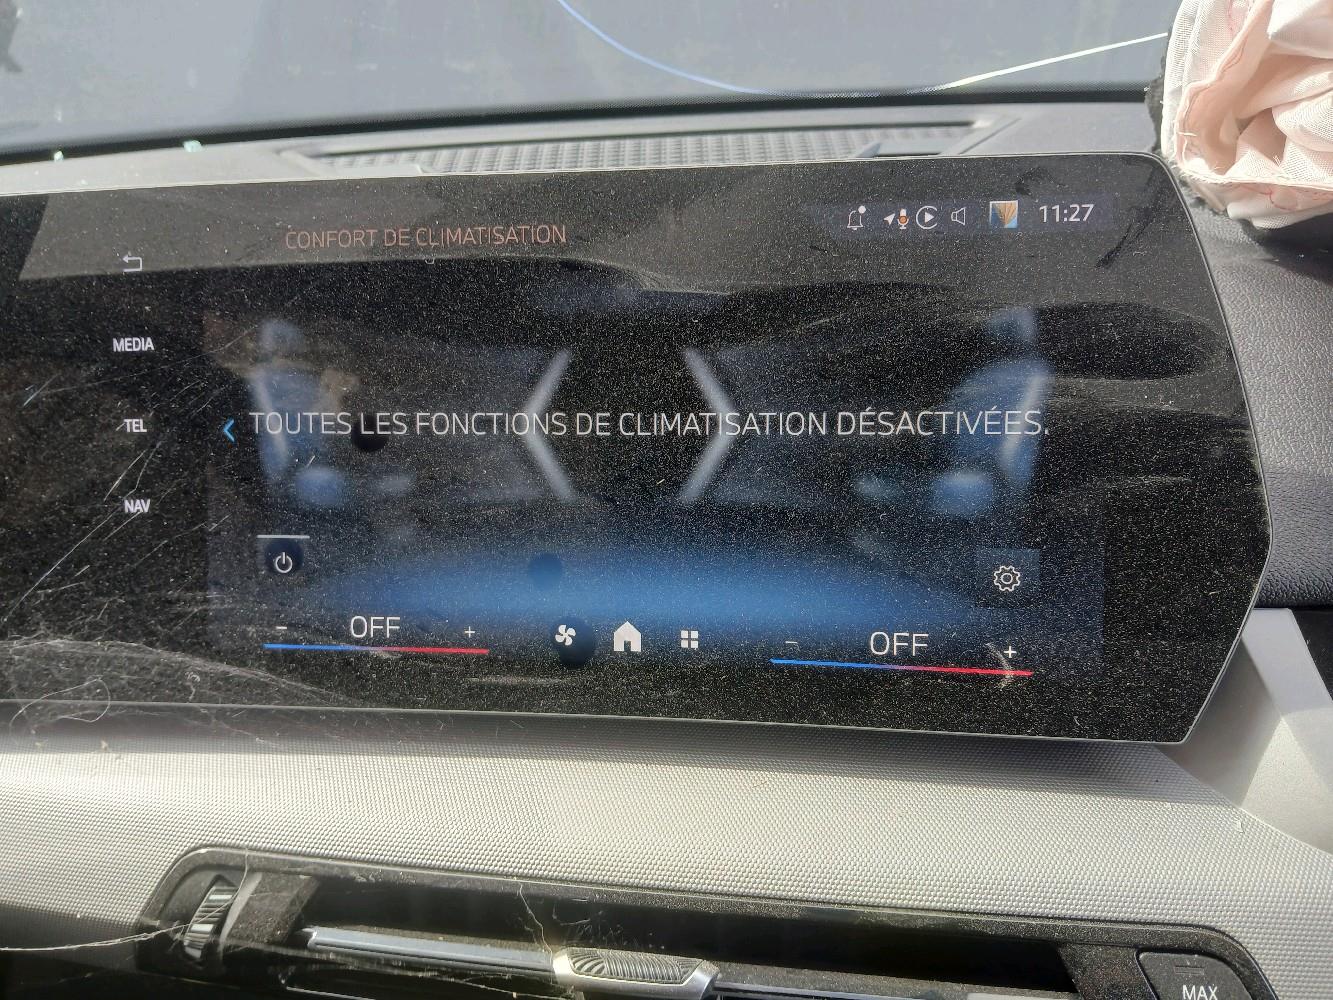 CONFORT DE CLIMATISATION
11:27
MEDIA
TEL
NAV
TOUTES LES FONCTIONS DE CLIMATISATION DÉSACTIVÉES.
- OFF +
- OFF +
MAX